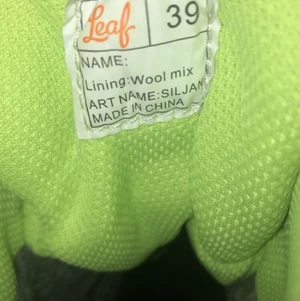 Leaf 39
NAME:
Lining:Wool mix
ART NAME:SILJAN
MADE IN CHINA